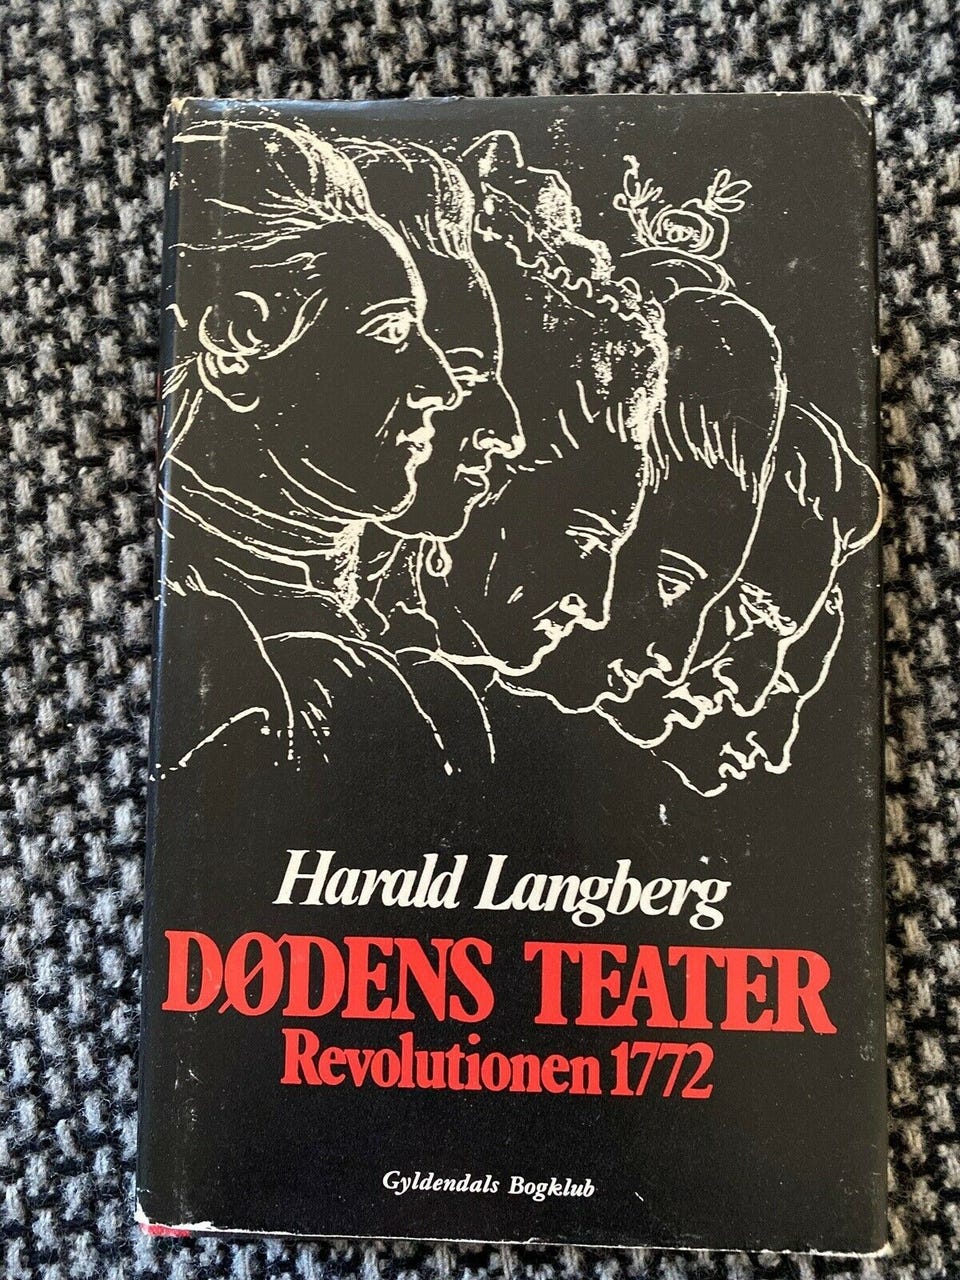 Harald Langberg
DØDENS TEATER
Revolutionen 1772
Gyldendals Bogklub